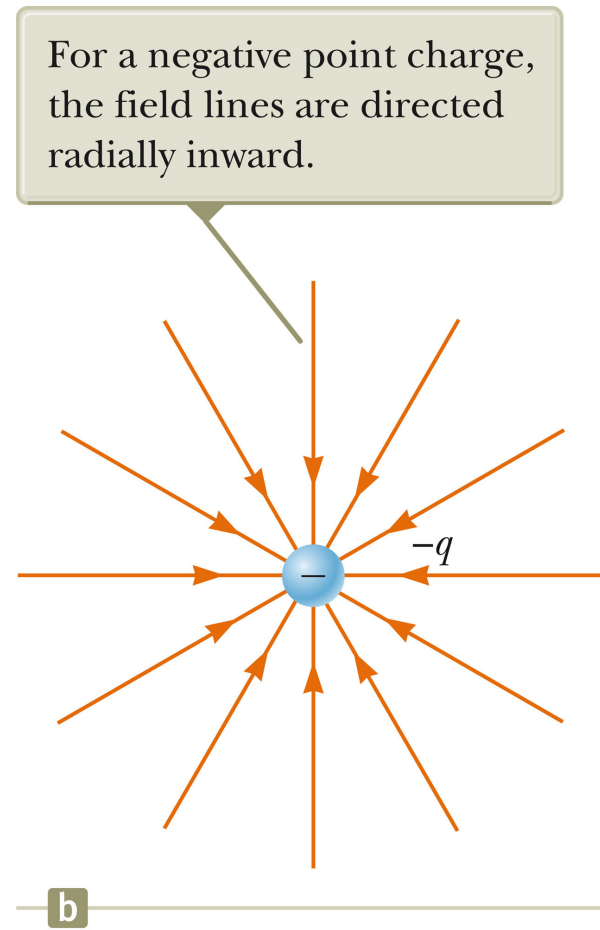 For a negative point charge,
the field lines are directed
radially inward.
−q
−
b